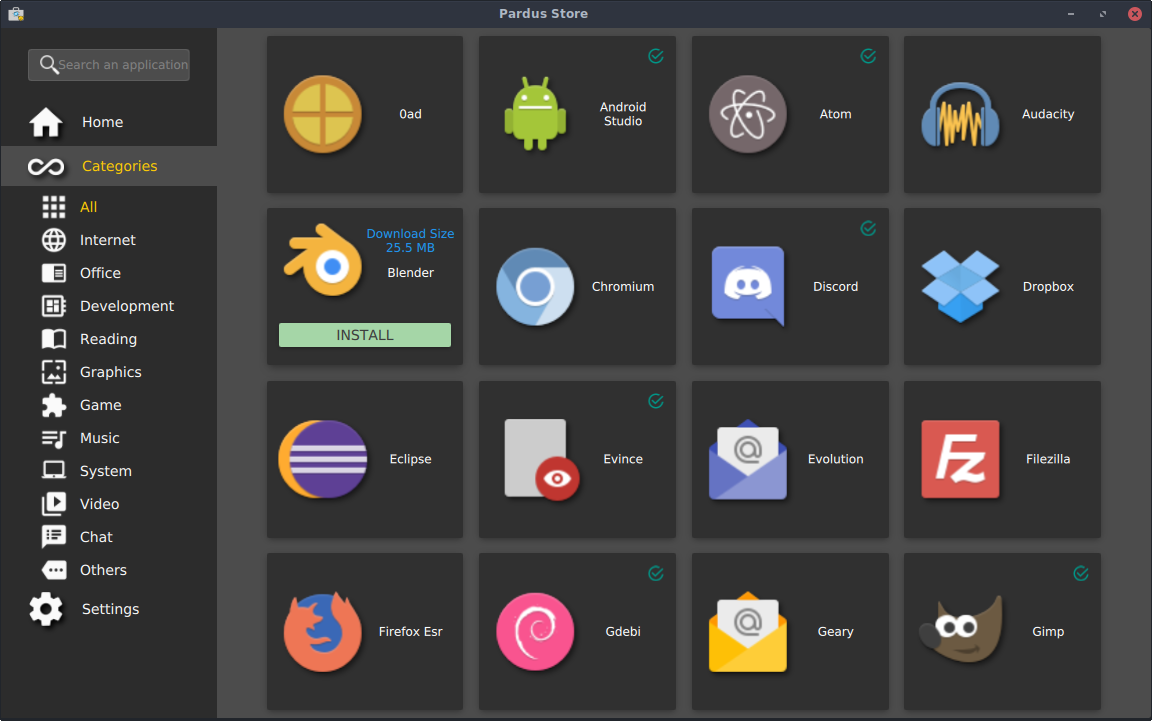 Pardus Store
Search an application
Home
Categories
All
Internet
Office
Development
Reading
Graphics
Game
Music
System
Video
Chat
Others
Settings
0ad
Android
Studio
Atom
Audacity
Download Size
25.5 MB
Blender
INSTALL
Chromium
Discord
Dropbox
Eclipse
Evince
@
Evolution
Fz
Filezilla
Firefox Esr
Gdebi
@
Geary
Gimp